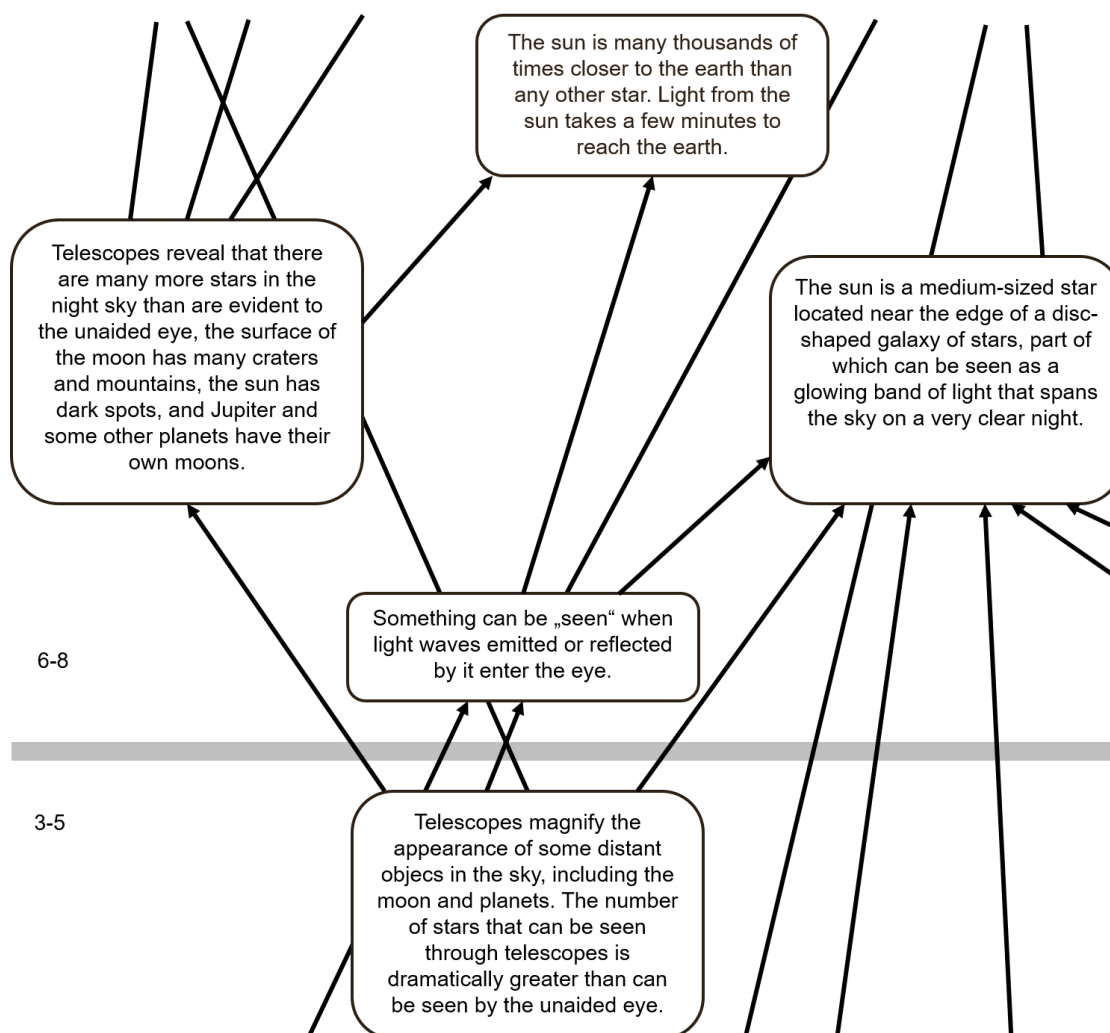 The sun is many thousands of
times closer to the earth than
any other star. Light from the
sun takes a few minutes to
reach the earth.
Telescopes reveal that there
are many more stars in the
night sky than are evident to
the unaided eye, the surface of
the moon has many craters
and mountains, the sun has
dark spots, and Jupiter and
some other planets have their
own moons.
The sun is a medium-sized star
located near the edge of a disc-
shaped galaxy of stars, part of
which can be seen as a
glowing band of light that spans
the sky on a very clear night.
Something can be „seen“ when
light waves emitted or reflected
by it enter the eye.
6-8
3-5
Telescopes magnify the
appearance of some distant
objecs in the sky, including the
moon and planets. The number
of stars that can be seen
through telescopes is
dramatically greater than can
be seen by the unaided eye.